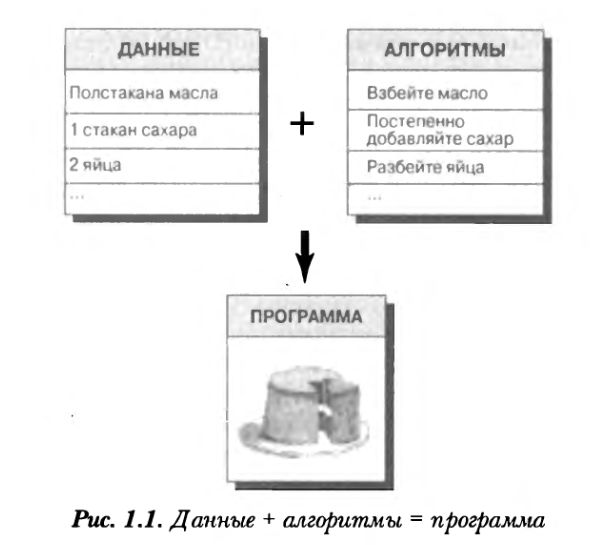 ДАННЫЕ
Полстакана масла
1 стакан сахара
2 яйца
...
+
АЛГОРИТМЫ
Взбейте масло
Постепенно
добавляйте сахар
Разбейте яйца
...
ПРОГРАММА
Рис. 1.1. Данные + алгоритмы = программа